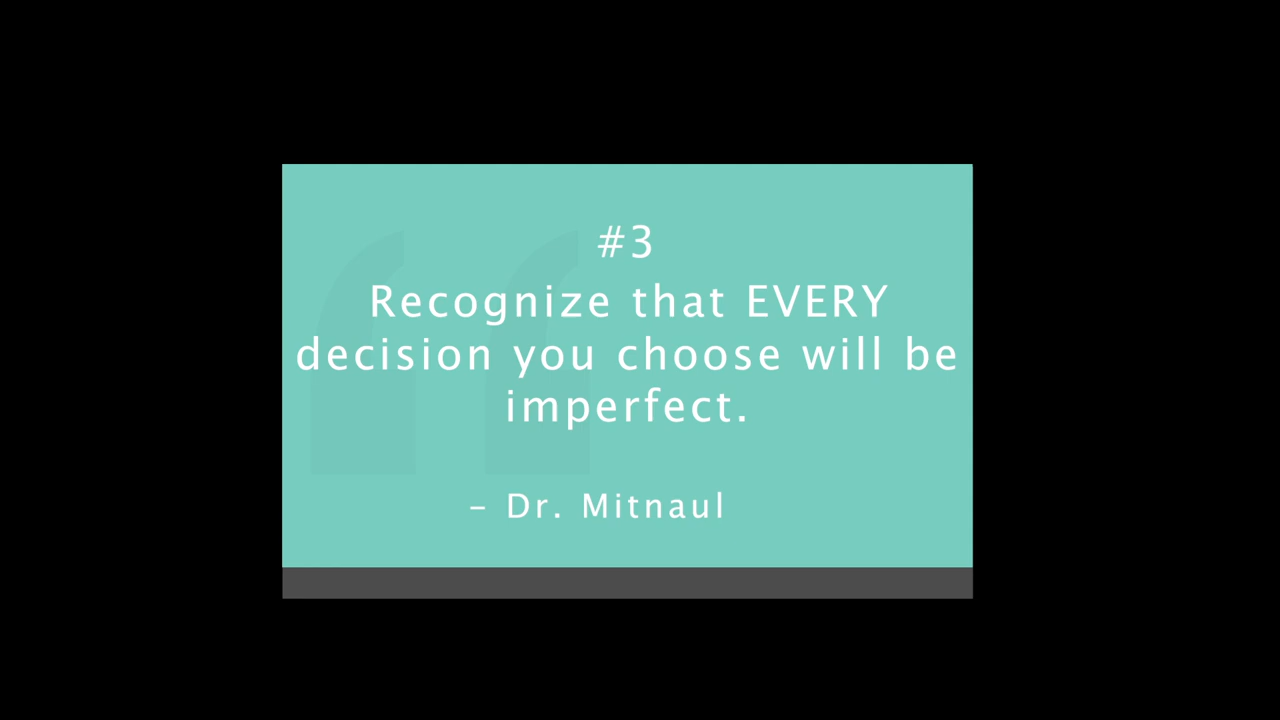 #3
Recognize that EVERY
decision you choose will be
imperfect.
– Dr. Mitnaul